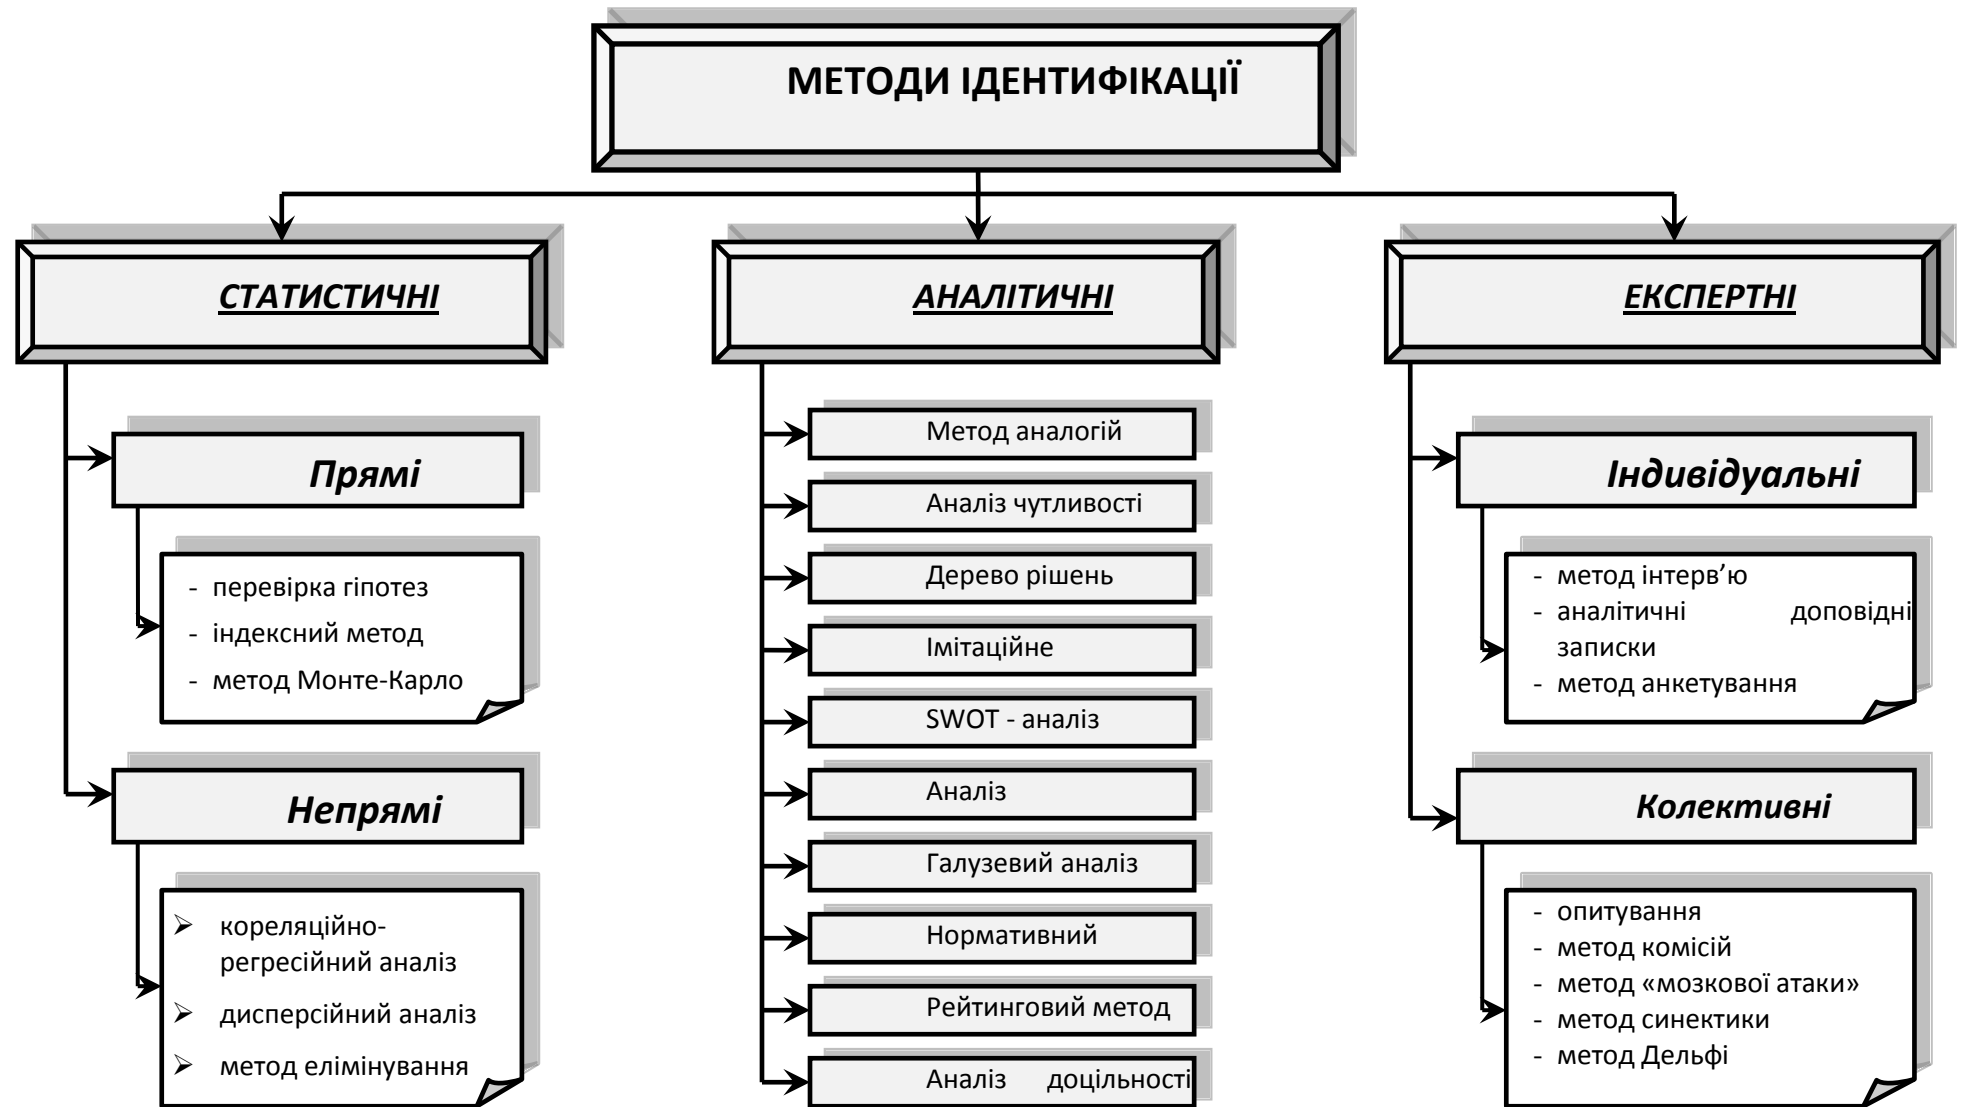 МЕТОДИ ІДЕНТИФІКАЦІЇ
СТАТИСТИЧНІ
Прямі
- перевірка гіпотез
- індексний метод
- метод Монте-Карло
Непрямі
➢ кореляційно-
регресійний аналіз
➢ дисперсійний аналіз
➢ метод елімінування
АНАЛІТИЧНІ
Метод аналогій
Аналіз чутливості
Дерево рішень
Імітаційне
SWOT - аналіз
Аналіз
Галузевий аналіз
Нормативний
Рейтинговий метод
Аналіз доцільності
ЕКСПЕРТНІ
Індивідуальні
- метод інтерв’ю
- аналітичні доповідні
записки
- метод анкетування
Колективні
- опитування
- метод комісій
- метод «мозкової атаки»
- метод синектики
- метод Дельфі